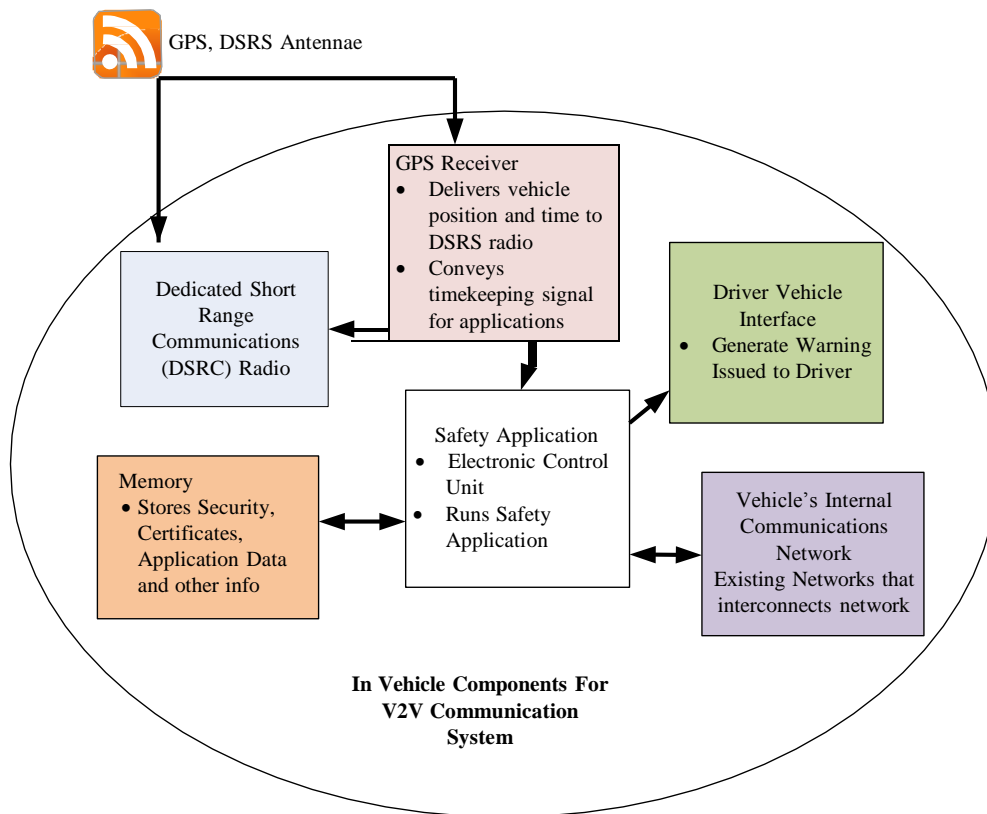 GPS, DSRS Antennae
GPS Receiver
• Delivers vehicle
position and time to
DSRS radio
• Conveys
timekeeping signal
for applications
Dedicated Short
Range
Communications
(DSRC) Radio
Driver Vehicle
Interface
• Generate Warning
Issued to Driver
Safety Application
• Electronic Control
Unit
• Runs Safety
Application
Memory
• Stores Security,
Certificates,
Application Data
and other info
Vehicle’s Internal
Communications
Network
Existing Networks that
interconnects network
In Vehicle Components For
V2V Communication
System